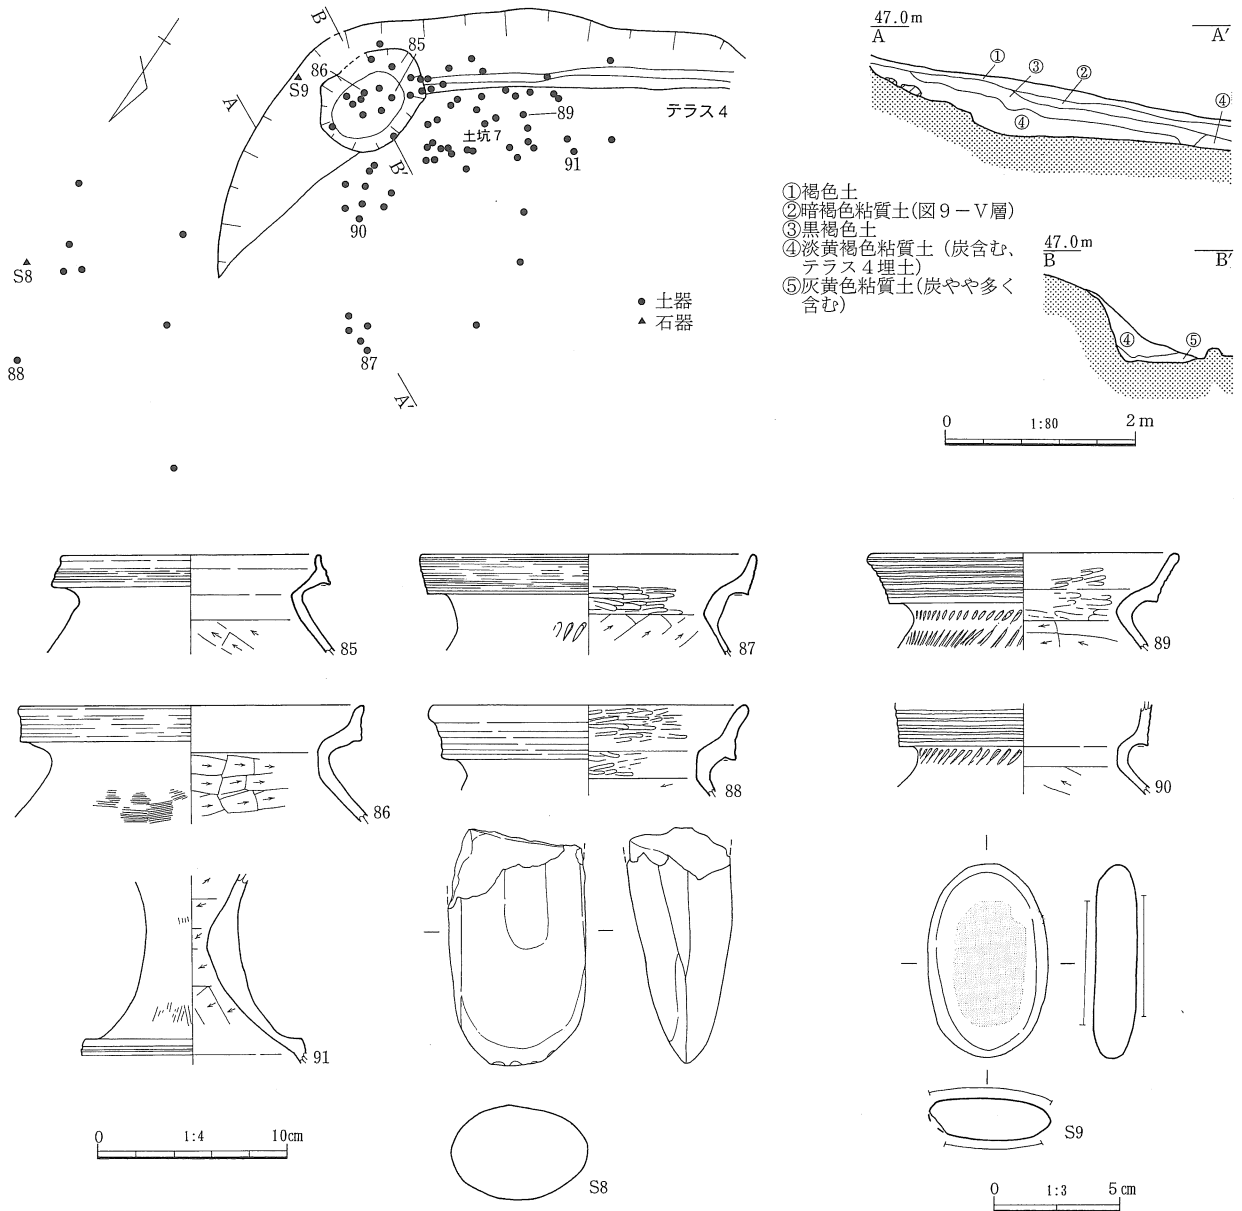 B
85
86
S9
A
テラス4
89
土坑7
91
B'
90
S8
88
87
A'
● 土器
▲ 石器
47.0m
A
A'
①
③
②
④
④
①褐色土
②暗褐色粘質土(図9-Ⅴ層)
③黒褐色土
④淡黄褐色粘質土(炭含む、
テラス4埋土)
⑤灰黄色粘質土(炭やや多く
含む)
47.0m
B
B'
④
⑤
0
1:80
2m
85
87
89
86
88
90
91
S8
S9
0
1:4
10cm
0
1:3
5cm